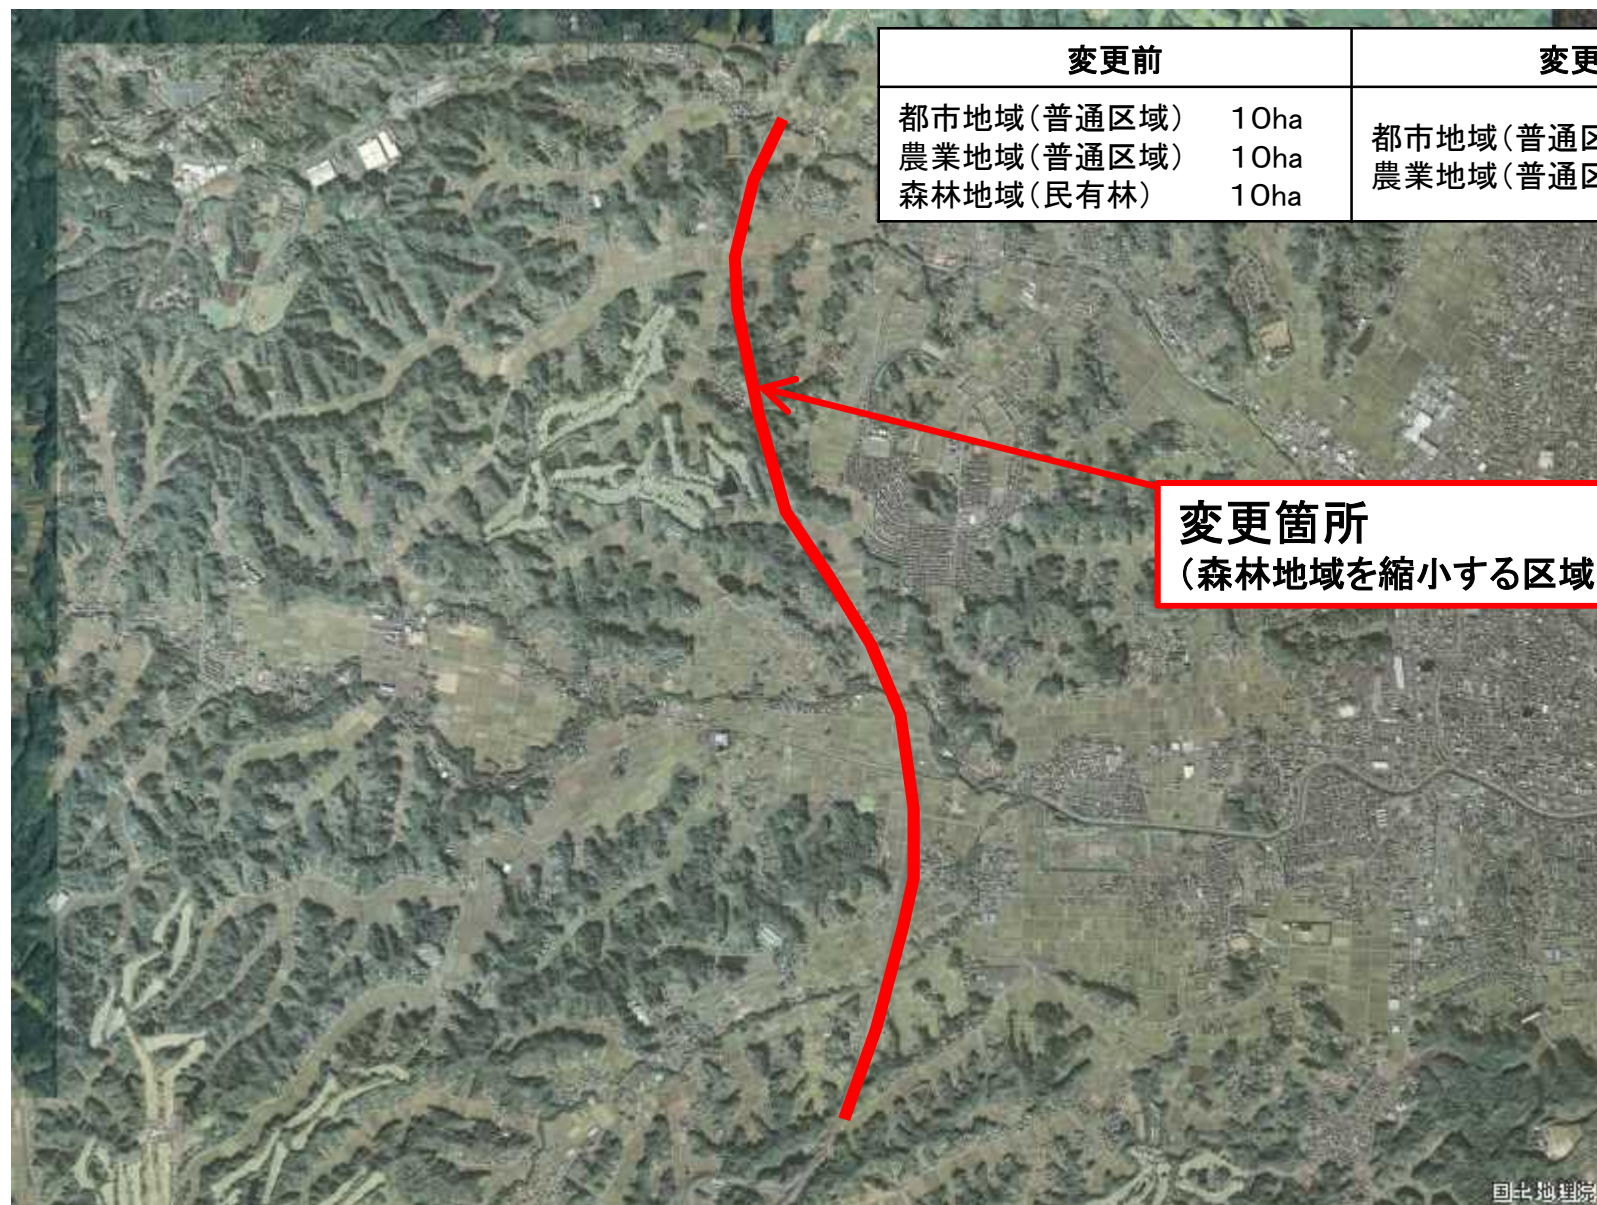 変更前
変更
都市地域(普通区域) 10ha
農業地域(普通区域) 10ha
森林地域(民有林) 10ha
都市地域(普通区
農業地域(普通区
変更箇所
(森林地域を縮小する区域
国土地理院